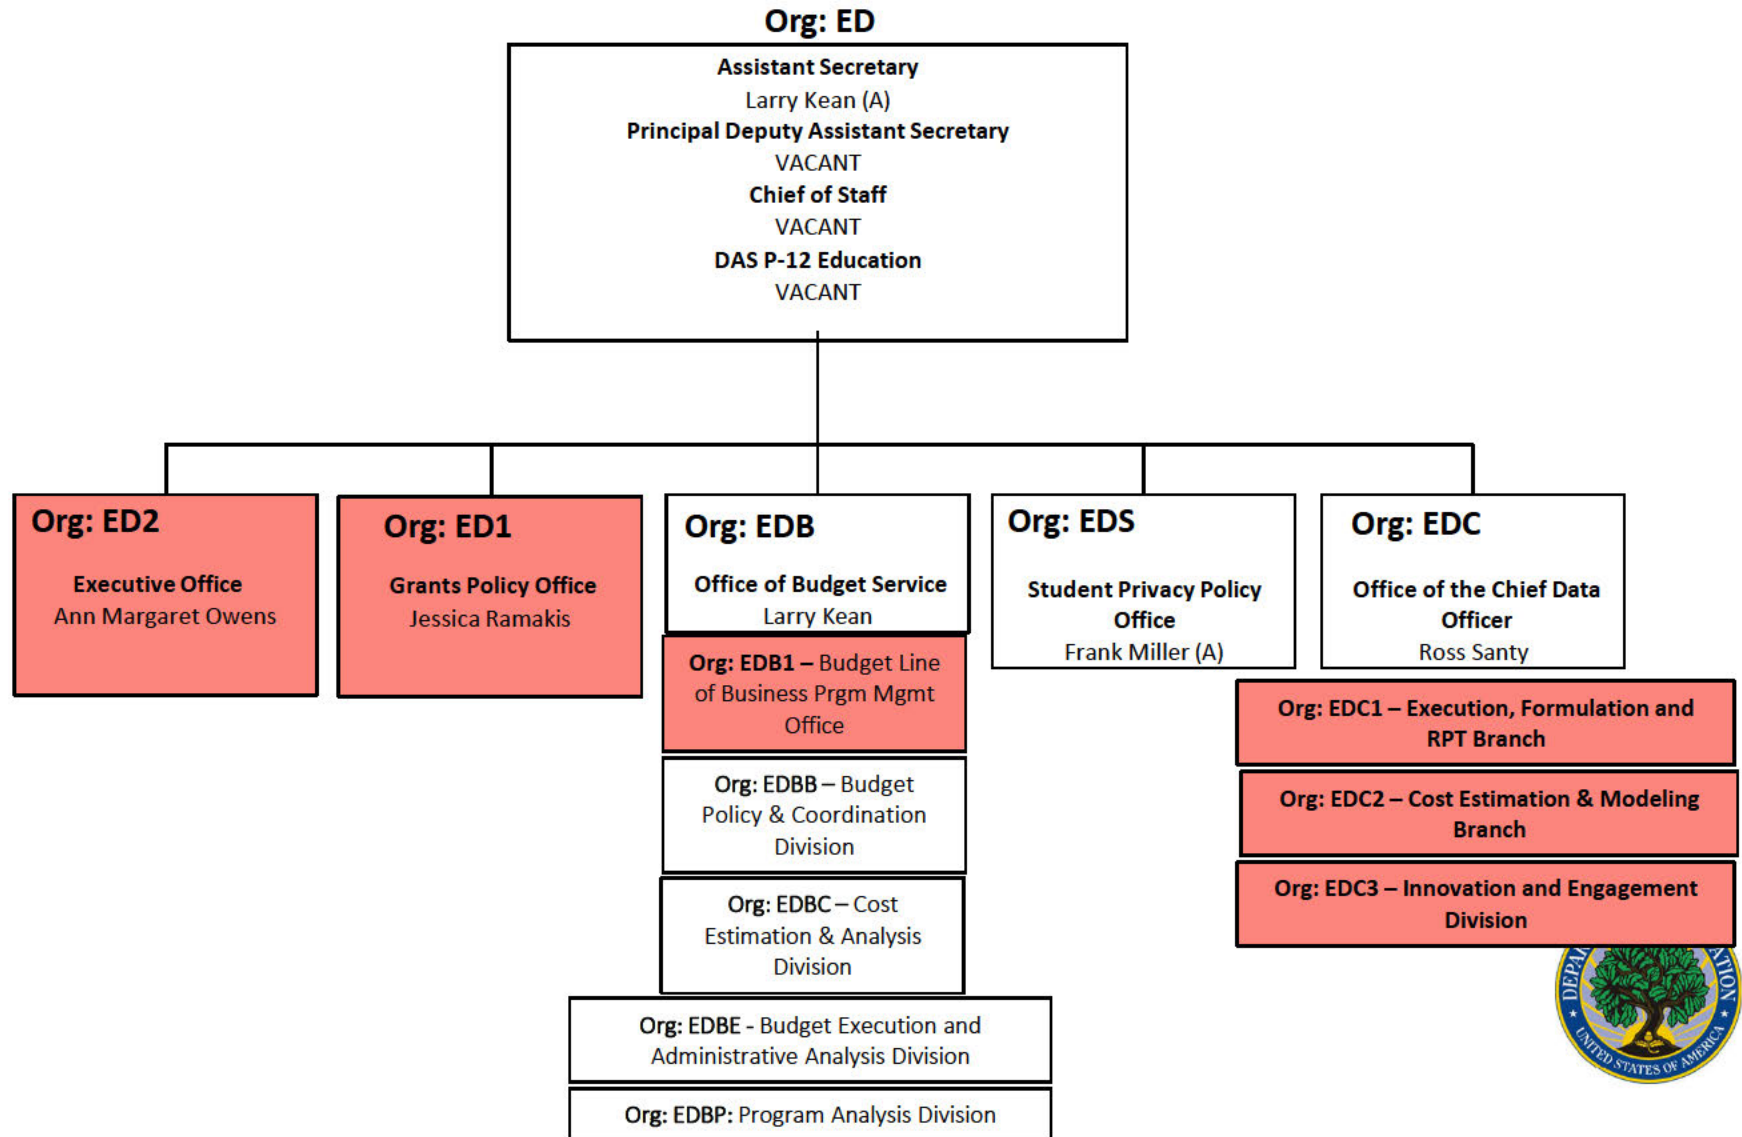 Org: ED
Assistant Secretary
Larry Kean (A)
Principal Deputy Assistant Secretary
VACANT
Chief of Staff
VACANT
DAS P-12 Education
VACANT
Org: ED2
Executive Office
Ann Margaret Owens
Org: ED1
Grants Policy Office
Jessica Ramakis
Org: EDB
Office of Budget Service
Larry Kean
Org: EDB1 – Budget Line
of Business Prgm Mgmt
Office
Org: EDBB – Budget
Policy & Coordination
Division
Org: EDBC – Cost
Estimation & Analysis
Division
Org: EDBE - Budget Execution and
Administrative Analysis Division
Org: EDBP: Program Analysis Division
Org: EDS
Student Privacy Policy
Office
Frank Miller (A)
Org: EDC
Office of the Chief Data
Officer
Ross Santy
Org: EDC1 – Execution, Formulation and
RPT Branch
Org: EDC2 – Cost Estimation & Modeling
Branch
Org: EDC3 – Innovation and Engagement
Division
UNITED STATES OF AMERICA